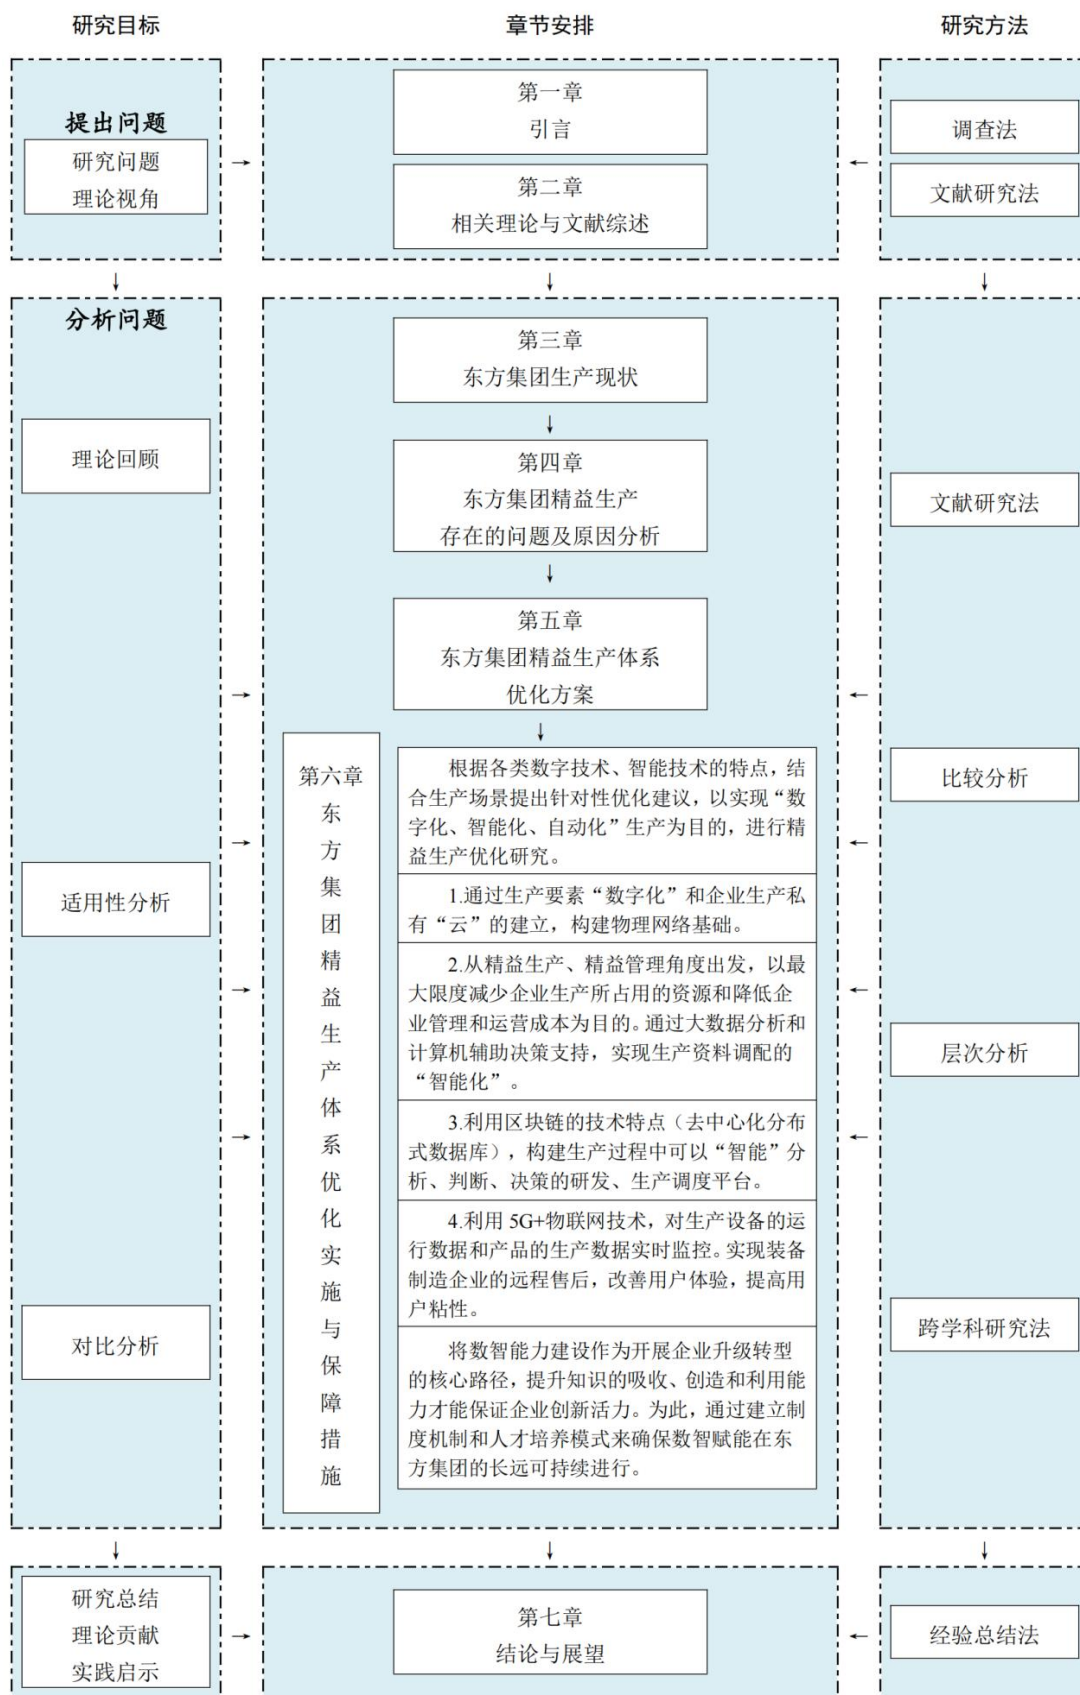 研究目标
章节安排
研究方法
提出问题
研究问题
理论视角
第一章
引言
第二章
相关理论与文献综述
调查法
文献研究法
分析问题
理论回顾
适用性分析
对比分析
第三章
东方集团生产现状
第四章
东方集团精益生产
存在的问题及原因分析
第五章
东方集团精益生产体系
优化方案
第六章
东
方
集
团
精
益
生
产
体
系
优
化
实
施
与
保
障
措
施
根据各类数字技术、智能技术的特点，结
合生产场景提出针对性优化建议，以实现“数
字化、智能化、自动化”生产为目的，进行精
益生产优化研究。
1.通过生产要素“数字化”和企业生产私
有“云”的建立，构建物理网络基础。
2.从精益生产、精益管理角度出发，以最
大限度减少企业生产所占用的资源和降低企
业管理和运营成本为目的。通过大数据分析和
计算机辅助决策支持，实现生产资料调配的
“智能化”。
3.利用区块链的技术特点（去中心化分布
式数据库），构建生产过程中可以“智能”分
析、判断、决策的研发、生产调度平台。
4.利用 5G+物联网技术，对生产设备的运
行数据和产品的生产数据实时监控。实现装备
制造企业的远程售后，改善用户体验，提高用
户粘性。
将数智能力建设作为开展企业升级转型
的核心路径，提升知识的吸收、创造和利用能
力才能保证企业创新活力。为此，通过建立制
度机制和人才培养模式来确保数智赋能在东
方集团的长远可持续进行。
文献研究法
比较分析
层次分析
跨学科研究法
研究总结
理论贡献
实践启示
第七章
结论与展望
经验总结法